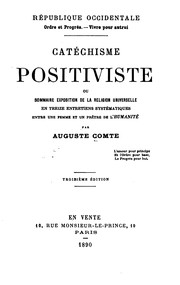 RÉPUBLIQUE OCCIDENTALE
Ordre et Progrès. — Vivre pour autrui
CATÉCHISME
POSITIVISTE
OU
SOMMAIRE EXPOSITION DE LA RELIGION UNIVERSELLE
EN TREIZE ENTRETIENS SYSTÉMATIQUES
ENTRE UNE FEMME ET UN PRÊTRE DE L'HUMANITÉ
PAR
AUGUSTE COMTE
L'amour pour principe
et l'Ordre pour base,
Le Progrès pour but.
TROISIÈME ÉDITION
EN VENTE
10, RUE MONSIEUR-LE-PRINCE, 10
PARIS
1890